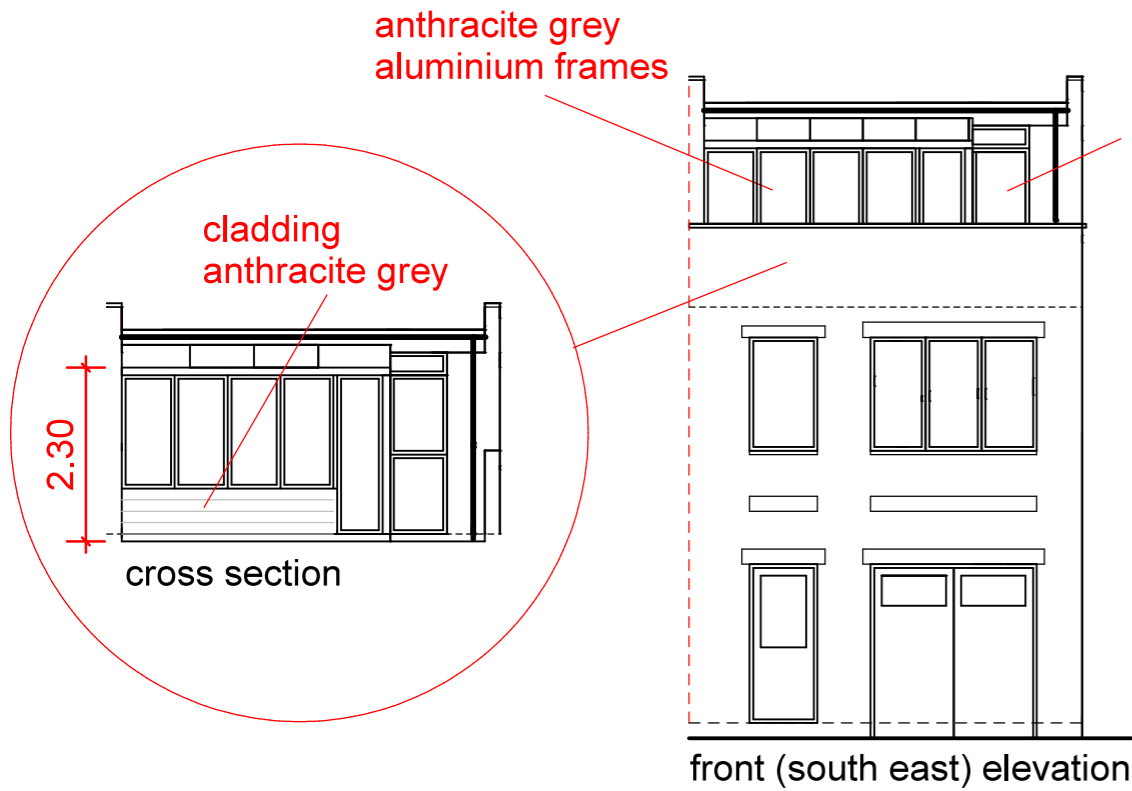 anthracite grey
aluminium frames
cladding
anthracite grey
2.30
cross section
front (south east) elevation